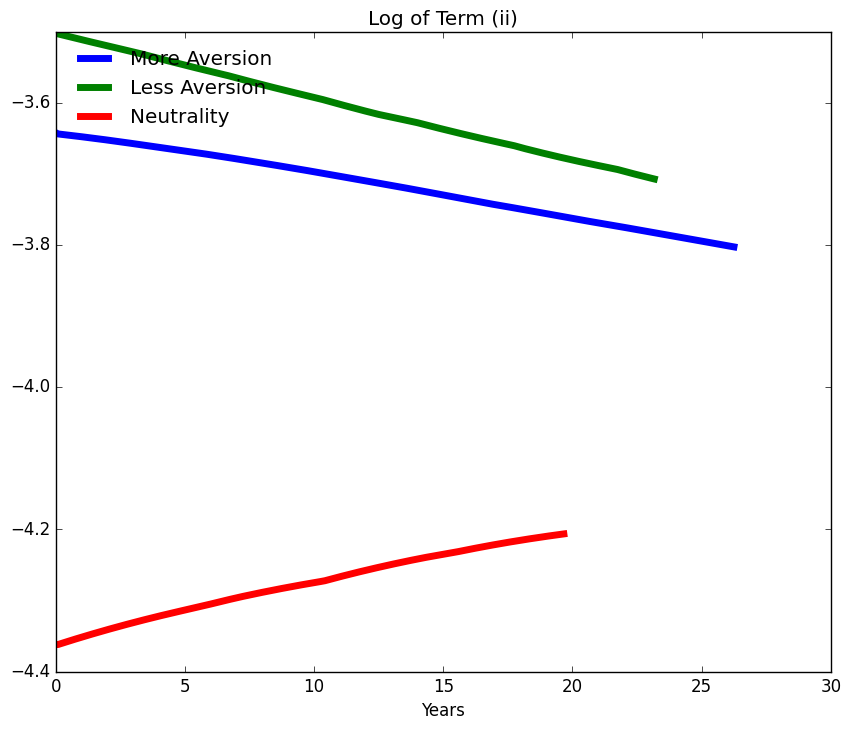 Log of Term (ii)
More Aversion
Less Aversion
Neutrality
−3.6
−3.8
−4.0
−4.2
−4.4
0 5 10 15 20 25 30
Years